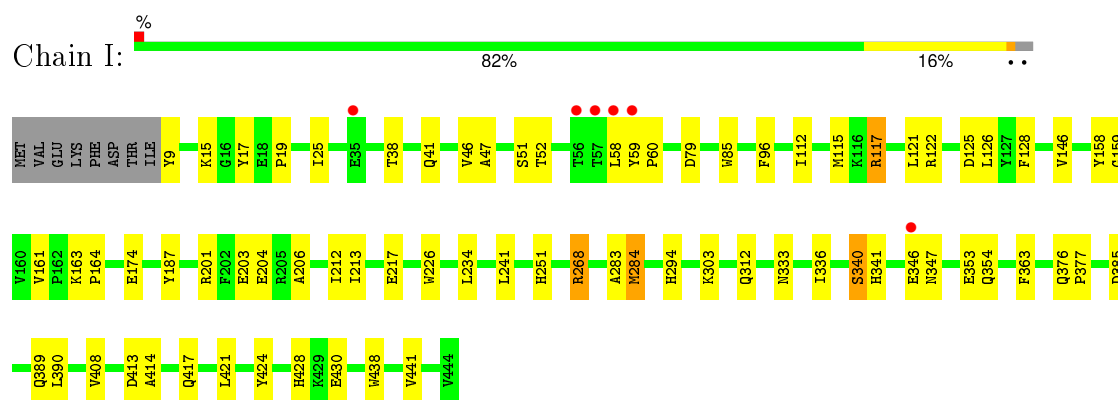 %
Chain I:
82% 16% • •
MET VAL GLU LYS PHE ASP THR ILE Y9 K15 G16 Y17 E18 P19 I25 E35 T38 Q41 V46 A47 S51 T52 T56 T57 L58 Y59 P60 D79 W85 F96 I112 M115 K116 R117 L121 R122 D125 L126 Y127 F128 V146 Y158 G159
V160 V161 P162 K163 P164 E174 Y187 R201 F202 E203 E204 R205 A206 I212 I213 E217 W226 L234 L241 H251 R268 A283 M284 H294 K303 Q312 N333 I336 S340 H341 E346 N347 E353 Q354 F363 Q376 P377 D385
Q389 L390 V408 D413 A414 Q417 L421 Y424 H428 K429 E430 W438 V441 V444